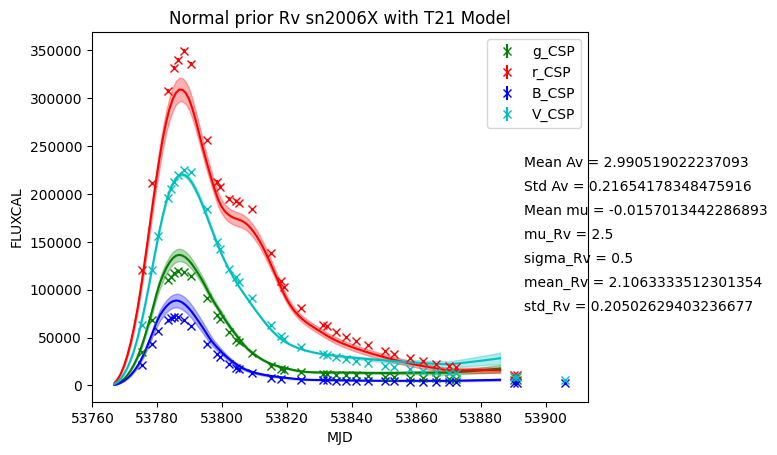 Normal prior Rv sn2006X with T21 Model
FLUXCAL
350000
300000
250000
200000
150000
100000
50000
0
g_CSP
r_CSP
B_CSP
V_CSP
Mean Av = 2.990519022237093
Std Av = 0.21654178348475916
Mean mu = -0.0157013442286893
mu_Rv = 2.5
sigma_Rv = 0.5
mean_Rv = 2.1063333512301354
std_Rv = 0.20502629403236677
53760 53780 53800 53820 53840 53860 53880 53900
MJD